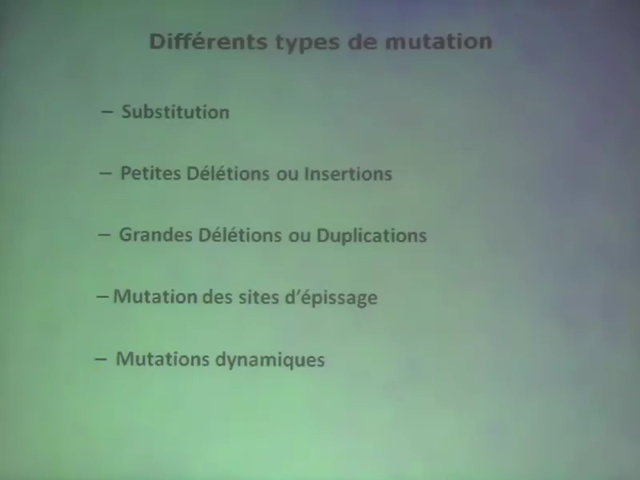 Différents types de mutation
– Substitution
– Petites Délétions ou Insertions
– Grandes Délétions ou Duplications
– Mutation des sites d'épissage
– Mutations dynamiques